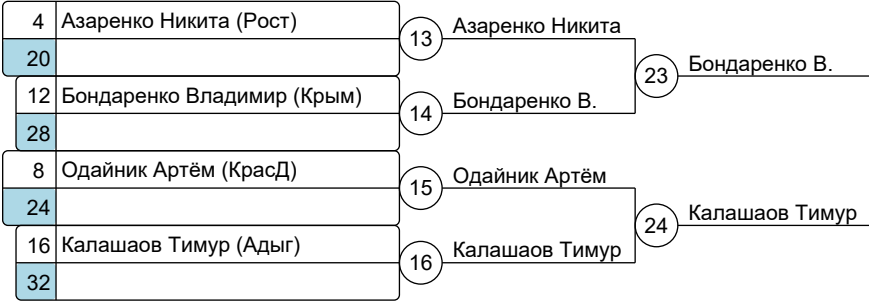 4 Азаренко Никита (Рост)
20
13 Азаренко Никита
12 Бондаренко Владимир (Крым)
28
14 Бондаренко В.
23 Бондаренко В.
8 Одайник Артём (КрасД)
24
15 Одайник Артём
16 Калашаов Тимур (Адыг)
32
16 Калашаов Тимур
24 Калашаов Тимур